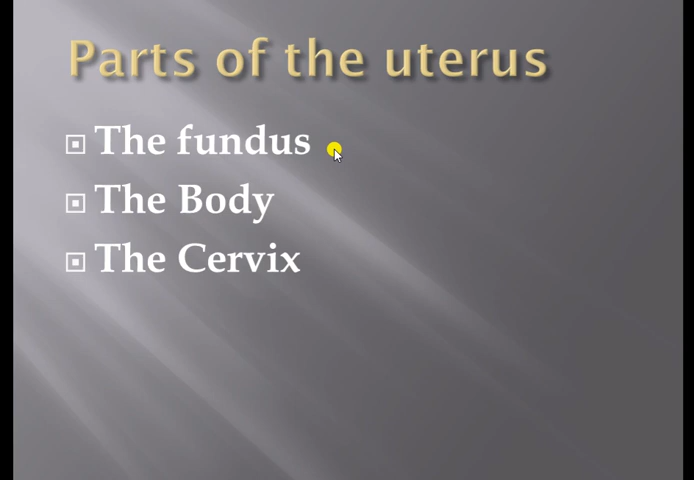 Parts of the uterus
The fundus
The Body
The Cervix